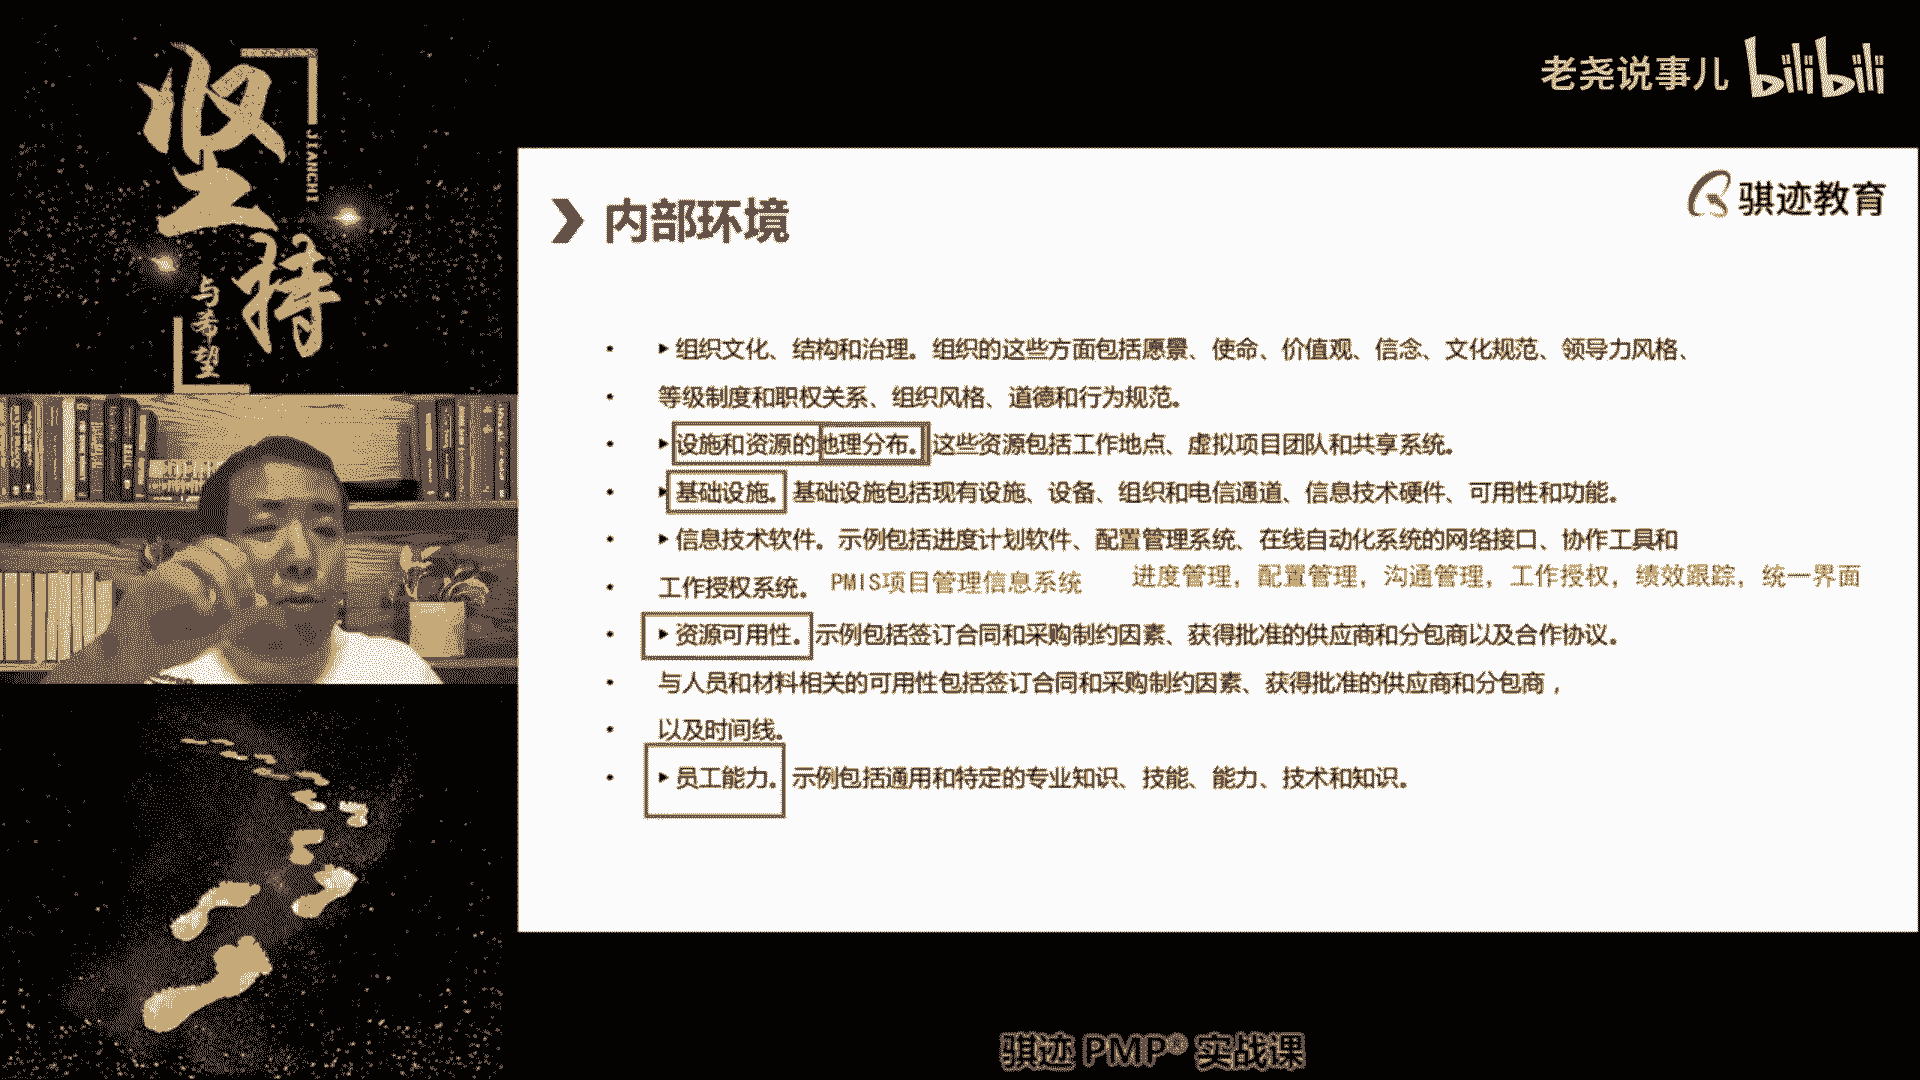 坚持
JIANCHI
与希望
老尧说事儿 bilibili
骐迹教育
内部环境
组织文化、结构和治理。组织的这些方面包括愿景、使命、价值观、信念、文化规范、领导力风格、
等级制度和职权关系、组织风格、道德和行为规范。
设施和资源的地理分布。这些资源包括工作地点、虚拟项目团队和共享系统。
基础设施。基础设施包括现有设施、设备、组织和电信通道、信息技术硬件、可用性和功能。
信息技术软件。示例包括进度计划软件、配置管理系统、在线自动化系统的网络接口、协作工具和
工作授权系统。 PMIS项目管理信息系统 进度管理，配置管理，沟通管理，工作授权，绩效跟踪，统一界面
资源可用性。示例包括签订合同和采购制约因素、获得批准的供应商和分包商以及合作协议。
与人员和材料相关的可用性包括签订合同和采购制约因素、获得批准的供应商和分包商，
以及时间线。
员工能力。示例包括通用和特定的专业知识、技能、能力、技术和知识。
骐迹 PMP® 实战课